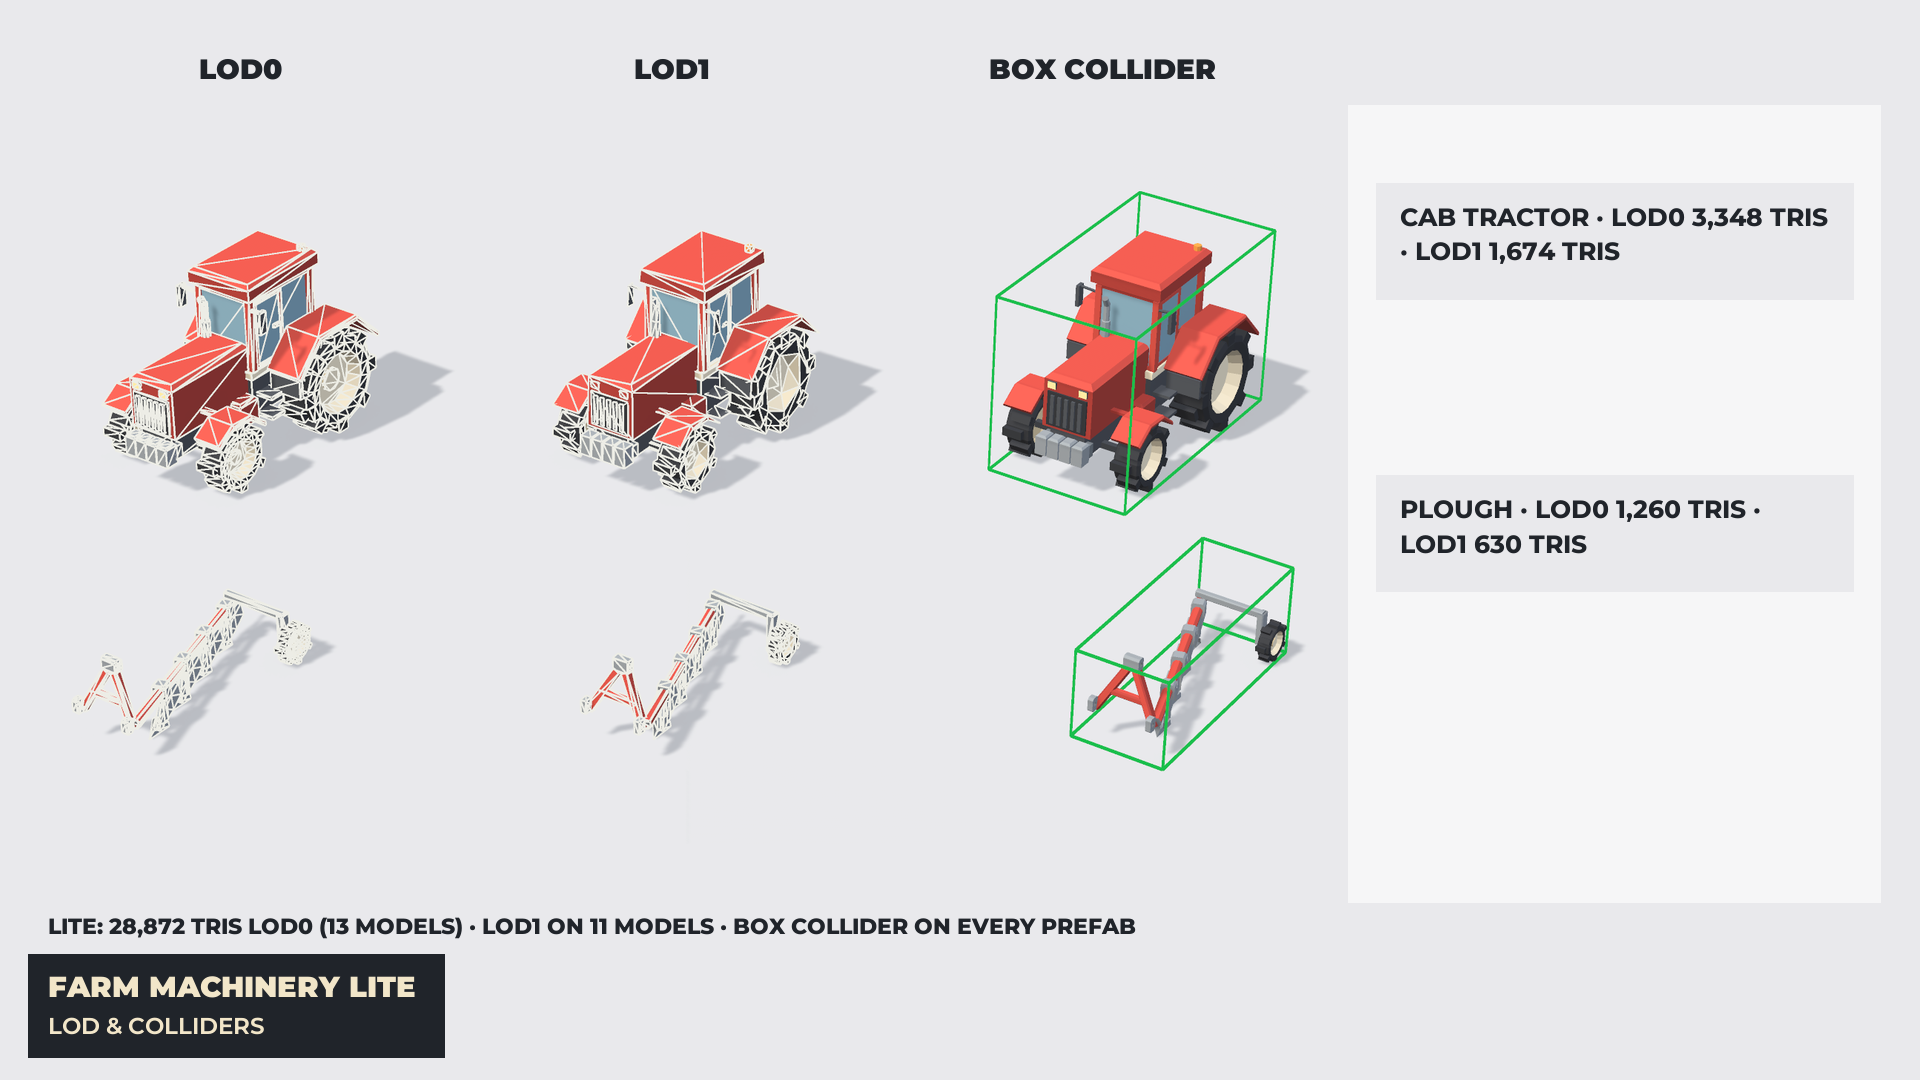 LOD0
LOD1
BOX COLLIDER
CAB TRACTOR · LOD0 3,348 TRIS
· LOD1 1,674 TRIS
PLOUGH · LOD0 1,260 TRIS ·
LOD1 630 TRIS
LITE: 28,872 TRIS LOD0 (13 MODELS) · LOD1 ON 11 MODELS · BOX COLLIDER ON EVERY PREFAB
FARM MACHINERY LITE
LOD & COLLIDERS